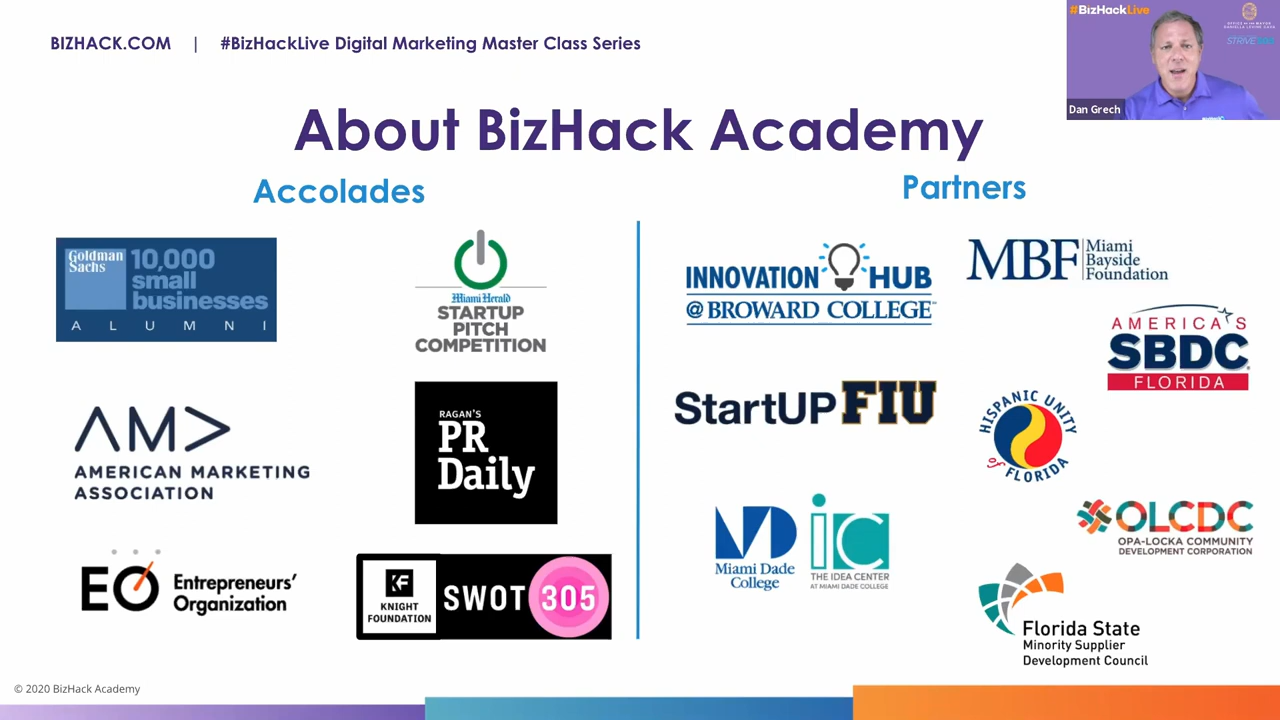 BIZHACK.COM | #BizHackLive Digital Marketing Master Class Series
#BizHackLive
Dan Grech
About BizHack Academy
Accolades
Goldman
Sachs
10,000
small
businesses
ALUMNI
Miami Herald
STARTUP
PITCH
COMPETITION
AMERICAN MARKETING
ASSOCIATION
RAGAN'S
PR
Daily
EO
Entrepreneurs'
Organization
KF
KNIGHT
FOUNDATION
SWOT 305
Partners
INNOVATION HUB
@ BROWARD COLLEGE
MBF
Miami
Bayside
Foundation
AMERICA'S
SBDC
FLORIDA
StartUP FIU
HISPANIC UNITY
of FLORIDA
Miami Dade
College
ic
THE IDEA CENTER
AT MIAMI DADE COLLEGE
OLCDC
OPA-LOCKA COMMUNITY
DEVELOPMENT CORPORATION
Florida State
Minority Supplier
Development Council
© 2020 BizHack Academy